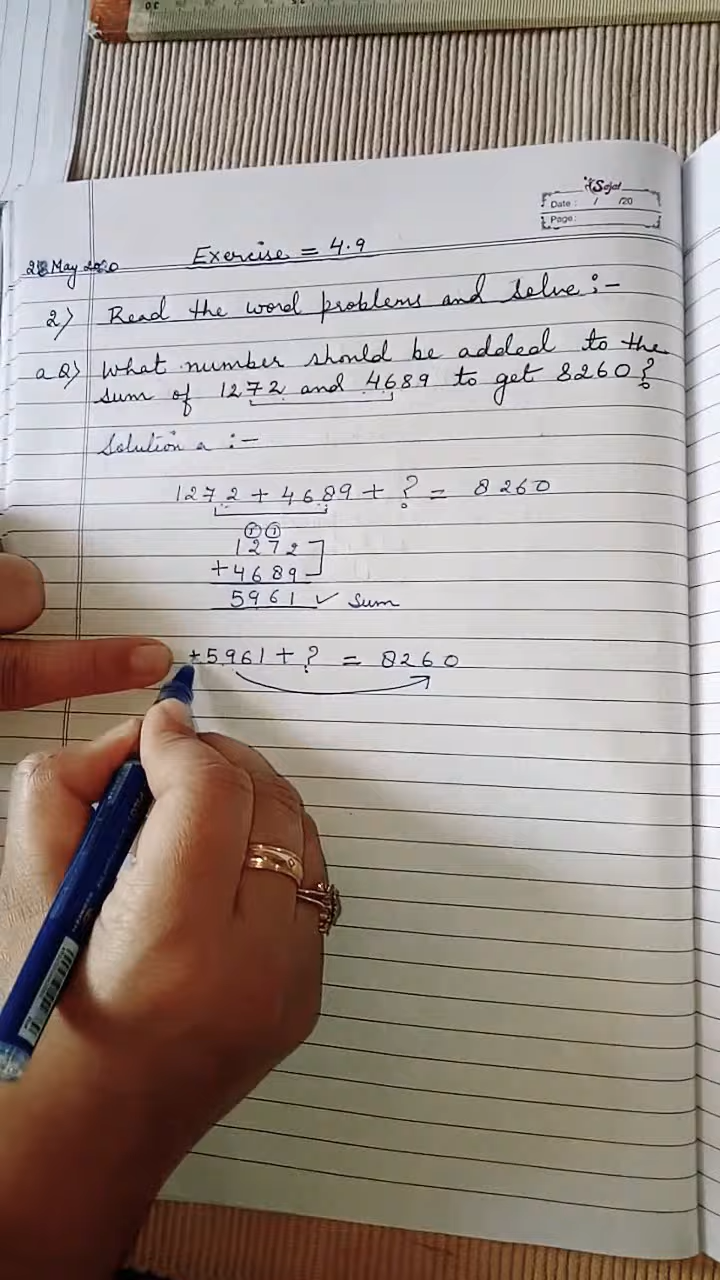 Sajal
Date : / /20
Page:
May 2020
Exercise = 4.9
2) Read the word problems and solve :-
a Q) What number should be added to the
sum of 1272 and 4689 to get 8260?
Solution a :-
1272 + 4689 + ? = 8260
1 1
1272
+4689
5961 ✓ Sum
+5961 + ? = 8260